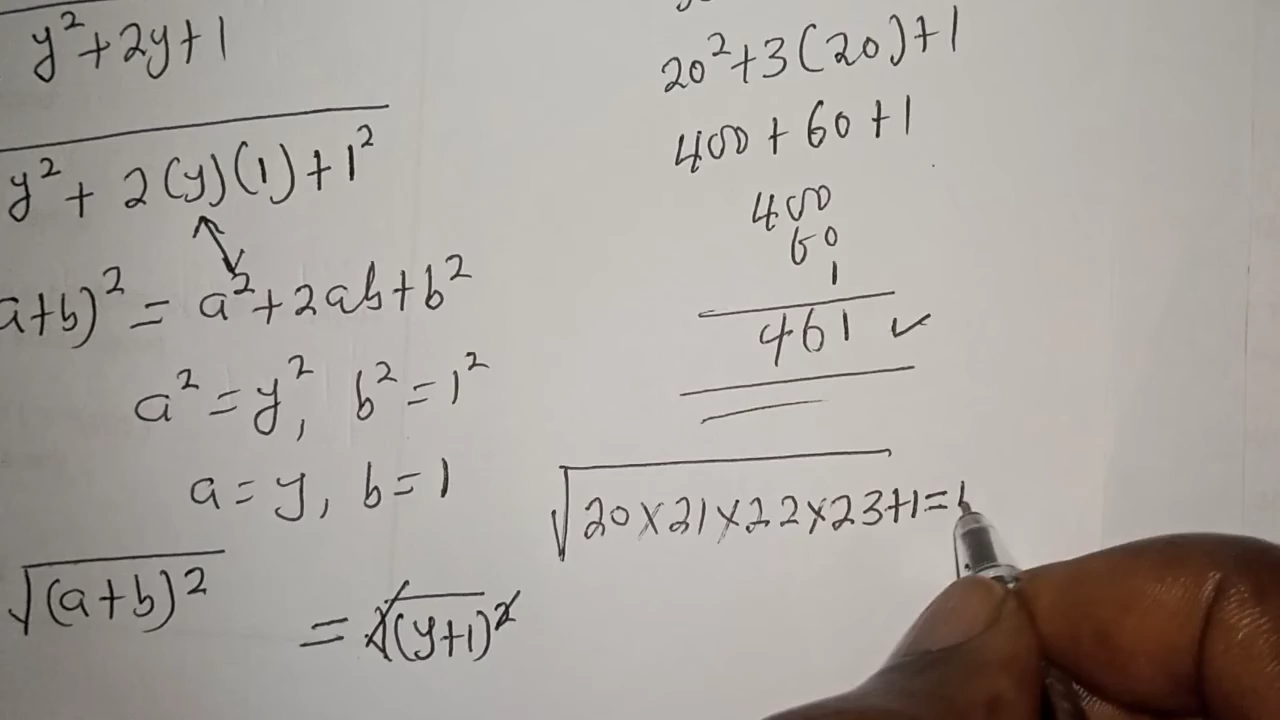 y²+2y+1
y²+ 2(y)(1)+1²
a+b)² = a²+2ab+b²
a² = y², b² = 1²
a = y, b = 1
√(a+b)²
= √(y+1)²
20²+3(20)+1
400 + 60 + 1
400
60
1
461 ✓
√20×21×22×23+1=